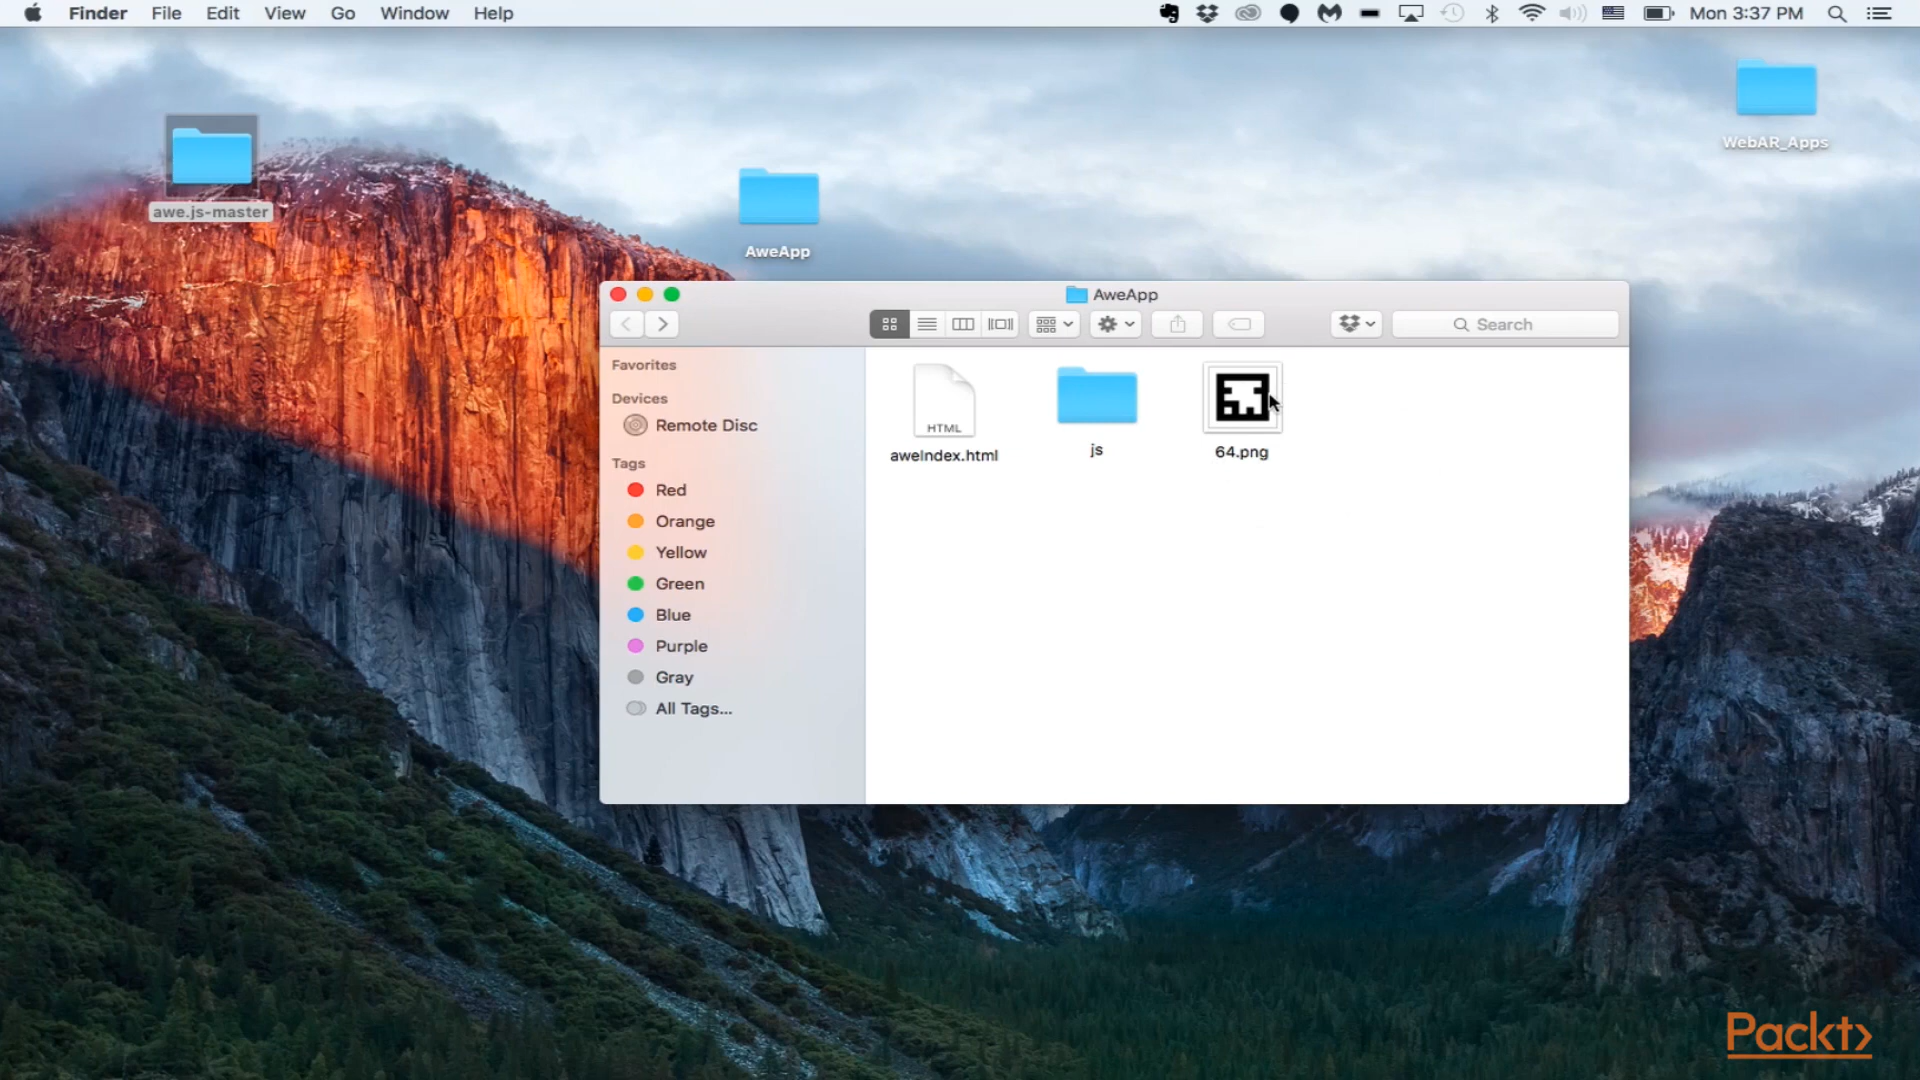 Finder File Edit View Go Window Help Mon 3:37 PM
WebAR_Apps
awe.js-master
AweApp
AweApp
Search
Favorites
Devices
Remote Disc
Tags
Red
Orange
Yellow
Green
Blue
Purple
Gray
All Tags...
HTML
aweIndex.html
js
64.png
Packt>